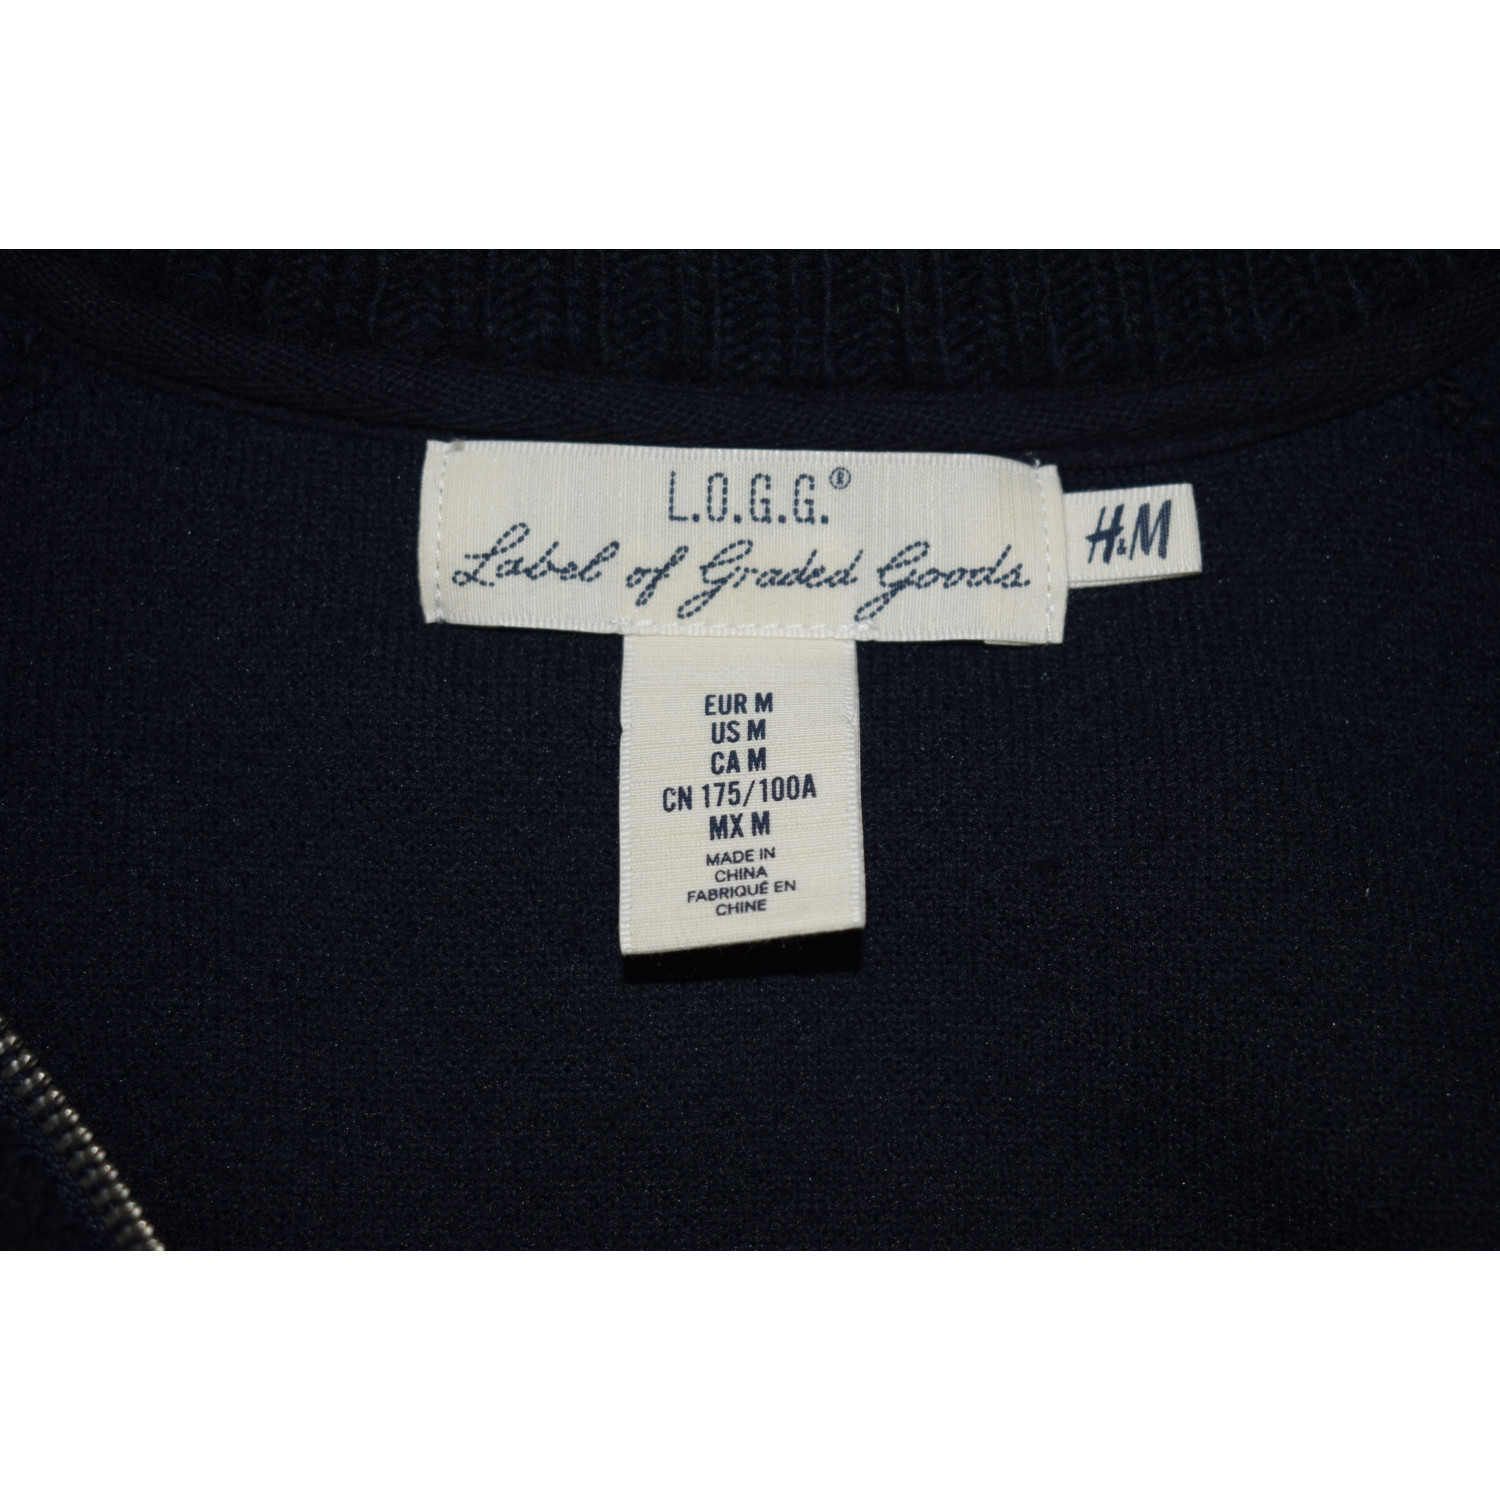 L.O.G.G.®
Label of Graded Goods
H&M
EUR M
US M
CA M
CN 175/100A
MX M
MADE IN
CHINA
FABRIQUÉ EN
CHINE